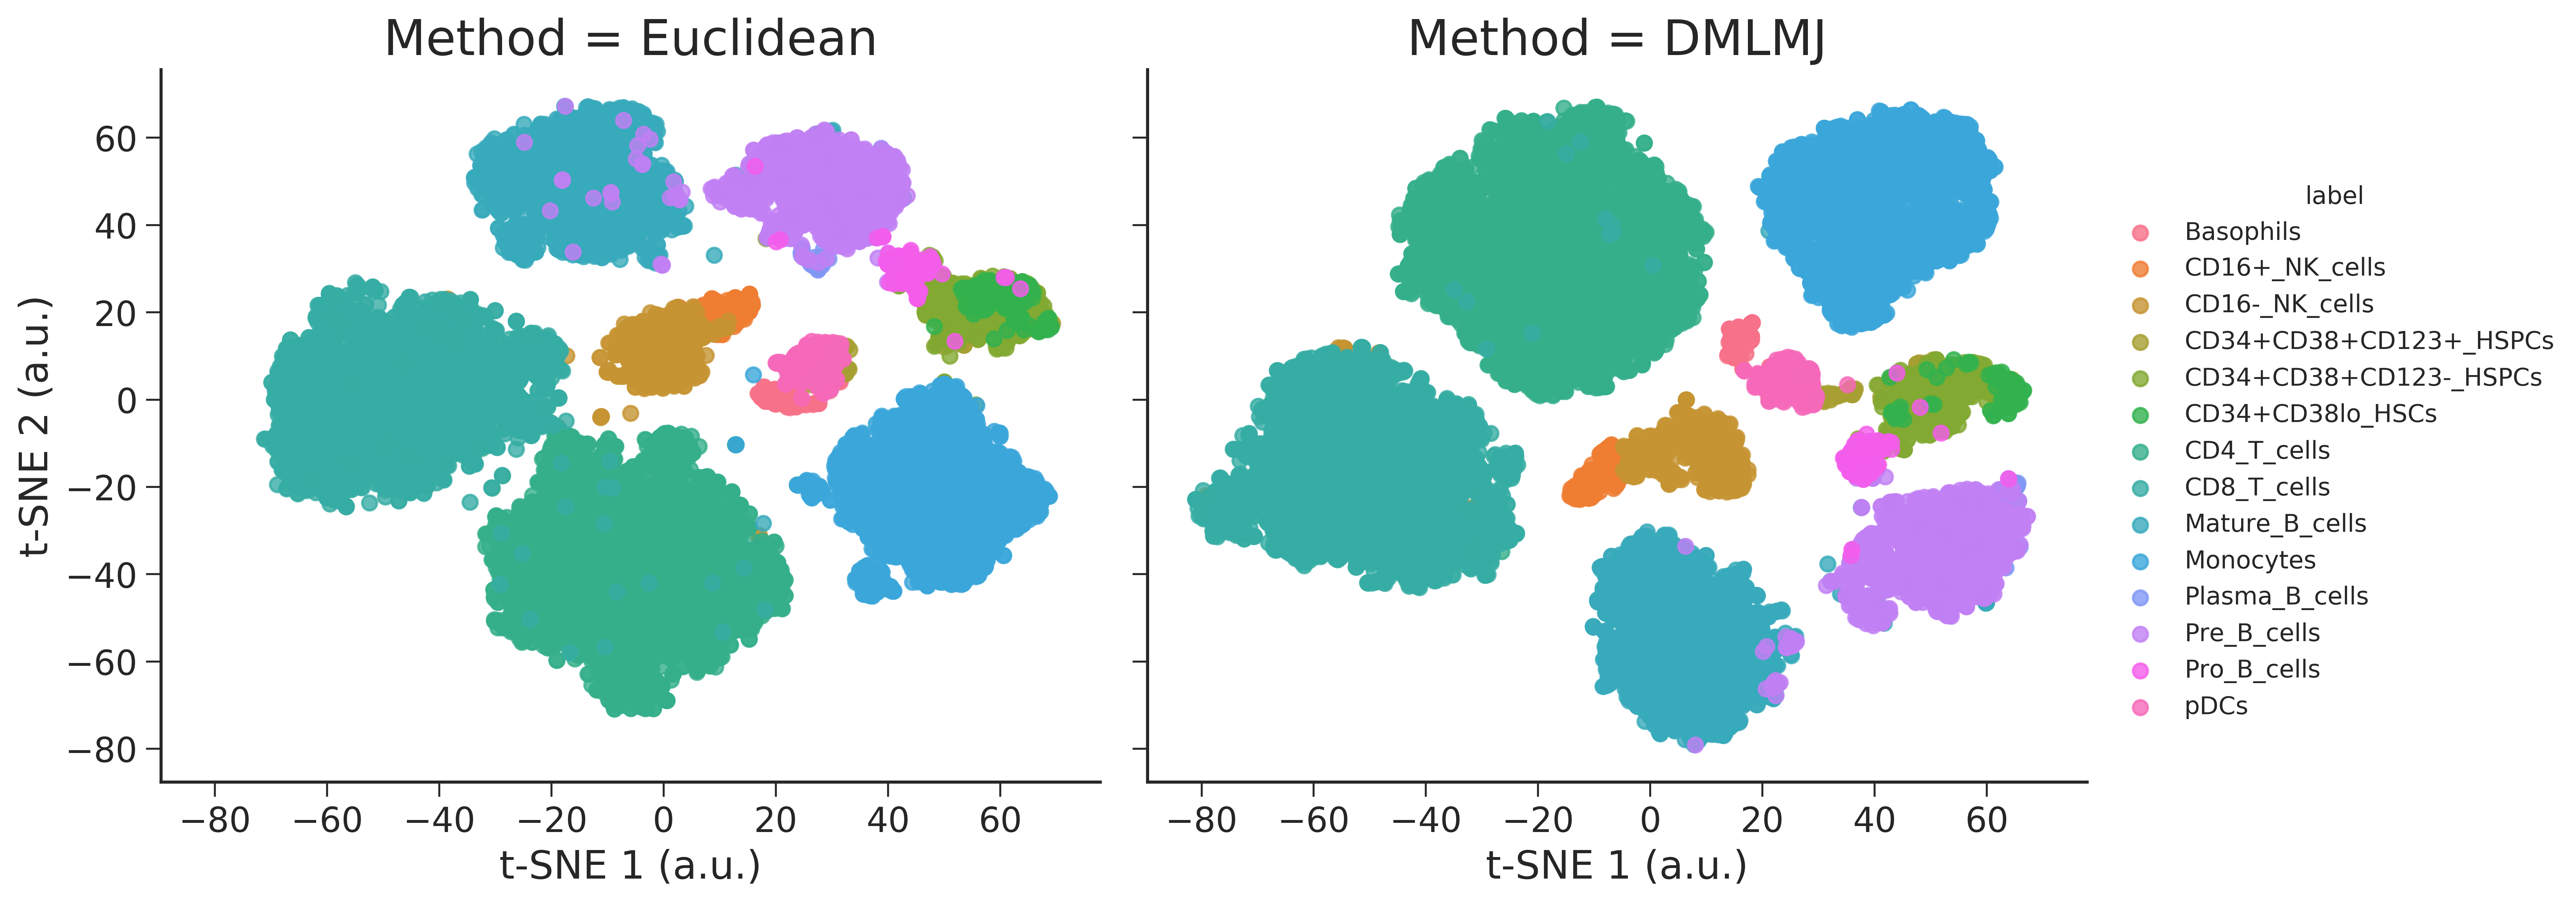 Method = Euclidean
Method = DMLMJ
t-SNE 2 (a.u.)
60
40
20
0
−20
−40
−60
−80
−80 −60 −40 −20 0 20 40 60
−80 −60 −40 −20 0 20 40 60
t-SNE 1 (a.u.)
t-SNE 1 (a.u.)
label
Basophils
CD16+_NK_cells
CD16-_NK_cells
CD34+CD38+CD123+_HSPCs
CD34+CD38+CD123-_HSPCs
CD34+CD38lo_HSCs
CD4_T_cells
CD8_T_cells
Mature_B_cells
Monocytes
Plasma_B_cells
Pre_B_cells
Pro_B_cells
pDCs